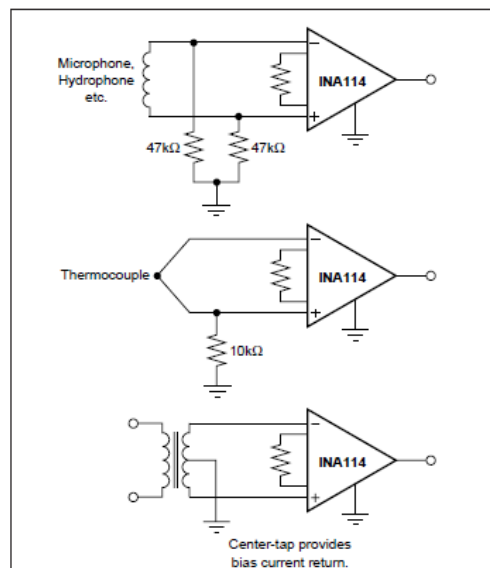 Microphone,
Hydrophone
etc.
INA114
47kΩ
47kΩ
Thermocouple
INA114
10kΩ
INA114
Center-tap provides
bias current return.